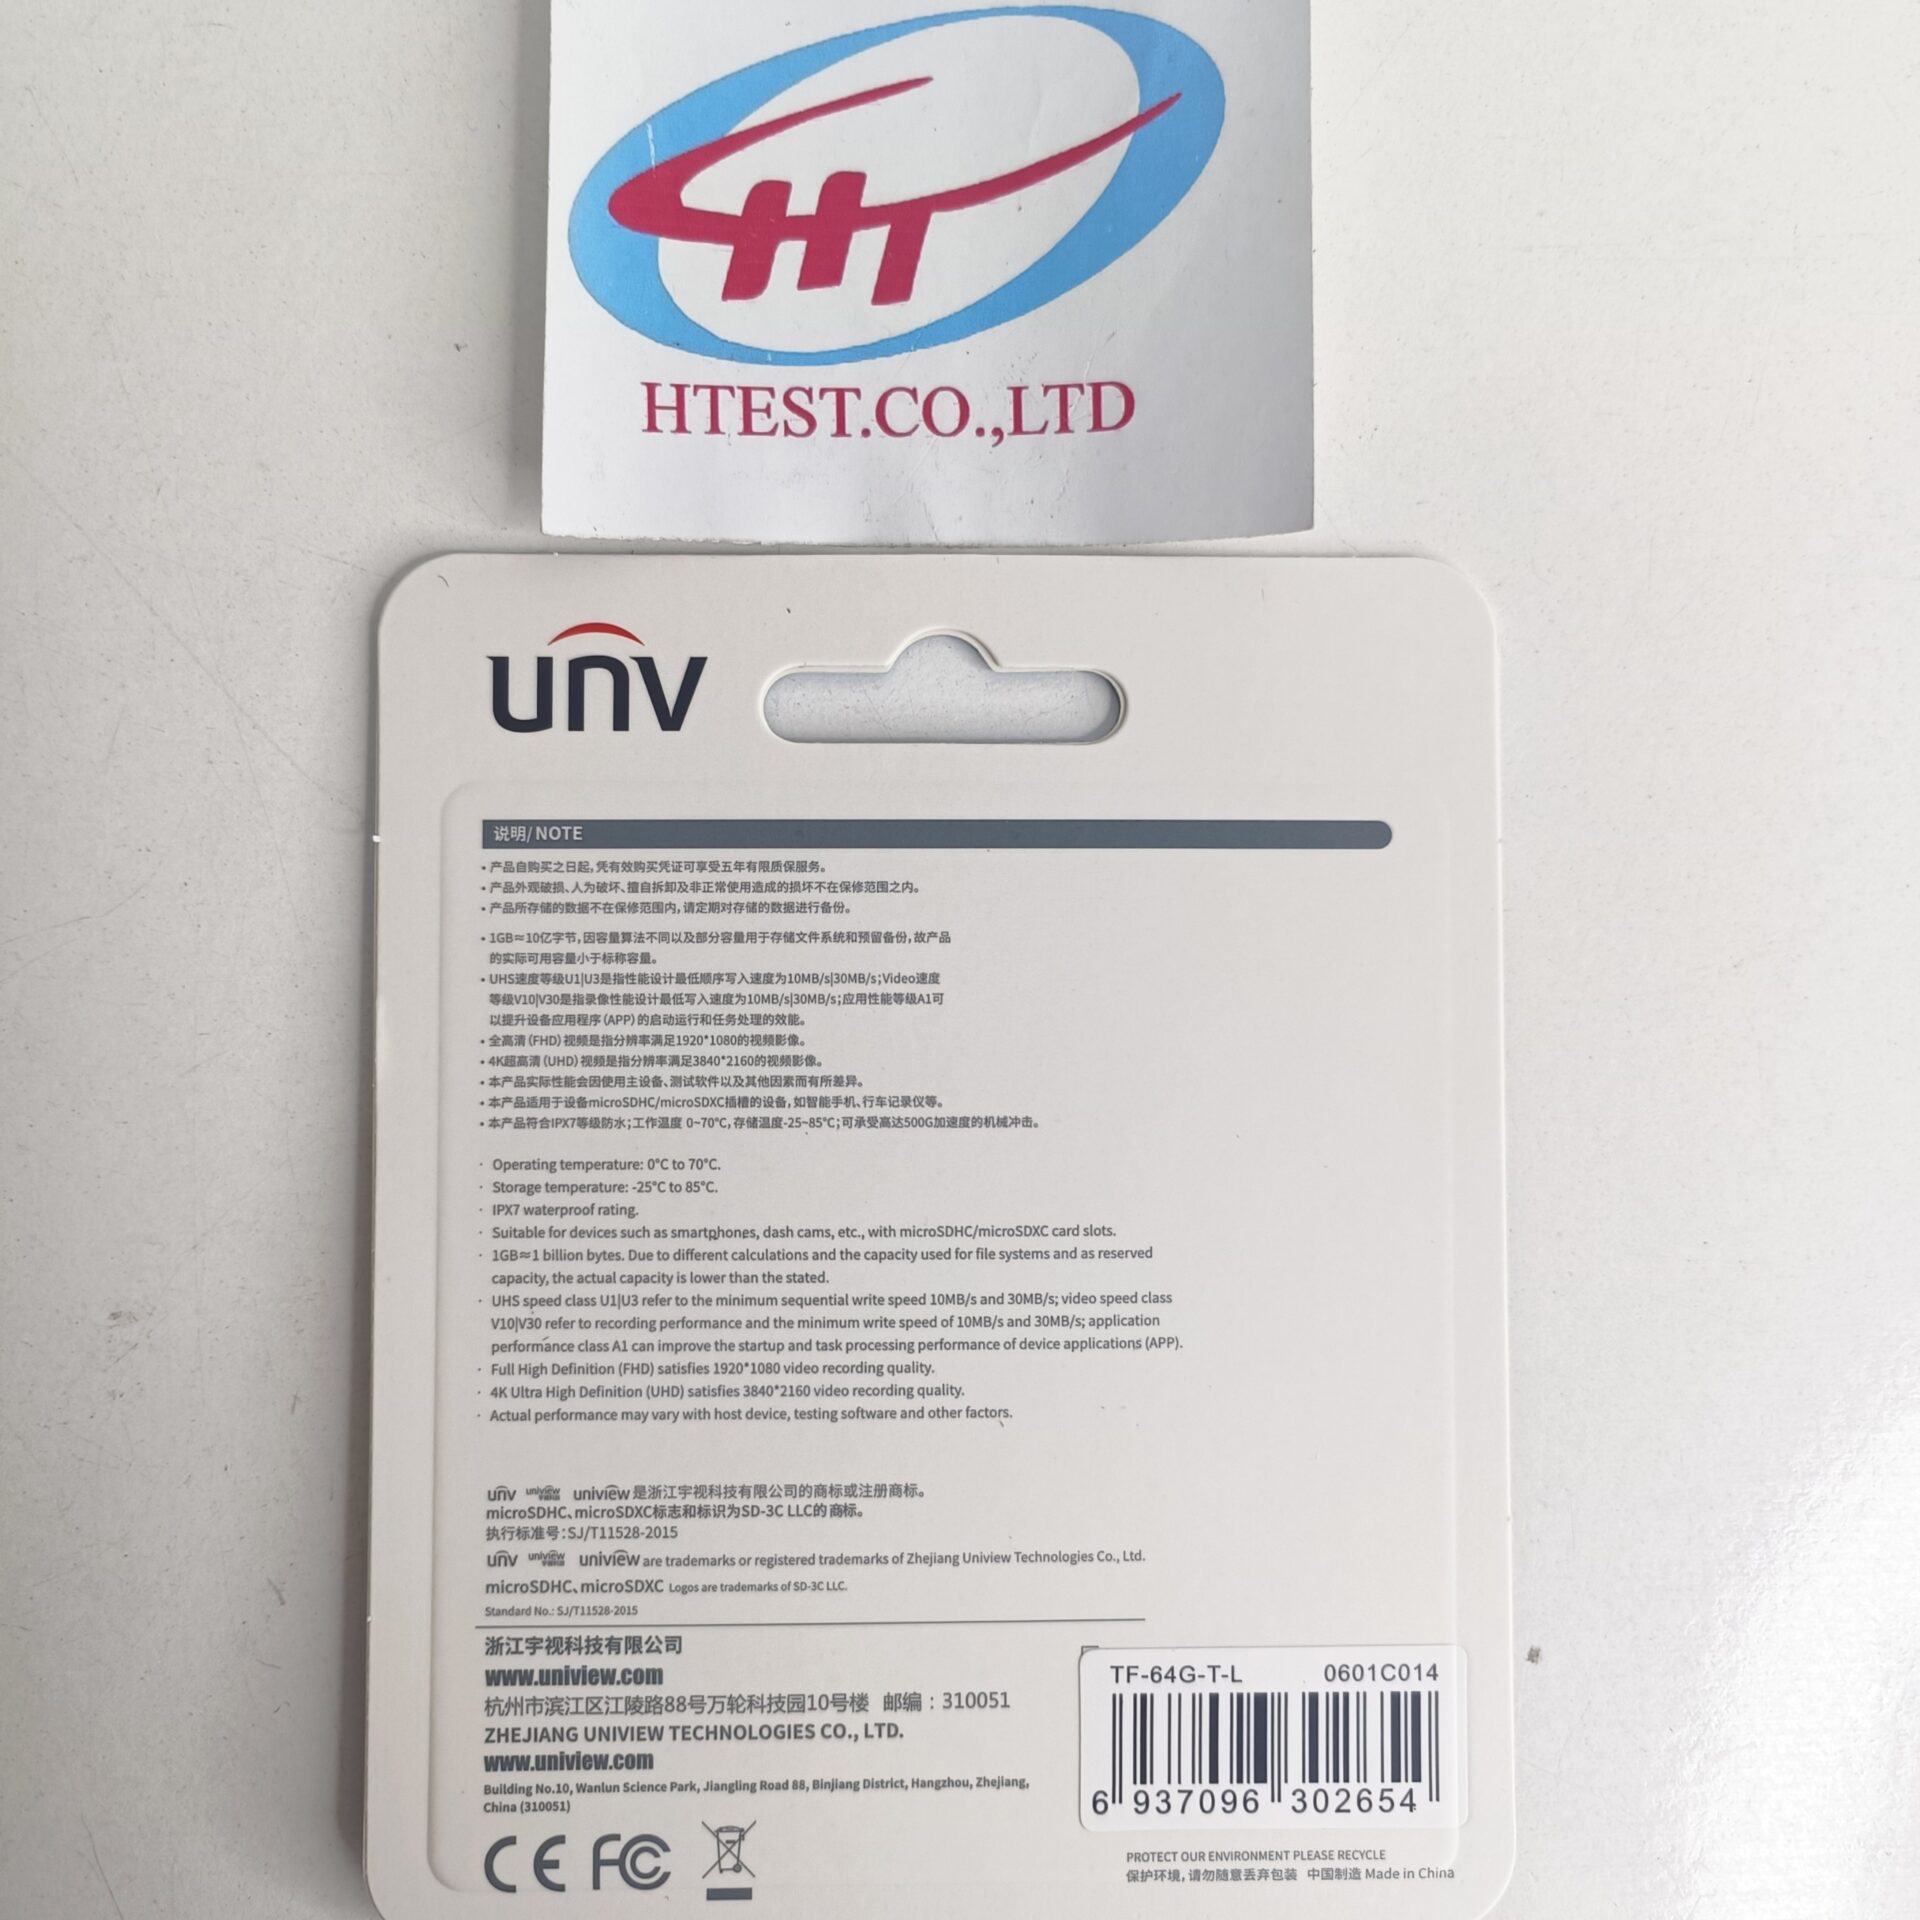 HT
HTEST.CO.,LTD
unv
说明/NOTE
• 产品自购买之日起,凭有效购买凭证可享受五年有限质保服务。
• 产品外观破损、人为破坏、擅自拆卸及非正常使用造成的损坏不在保修范围之内。
• 产品所存储的数据不在保修范围内,请定期对存储的数据进行备份。
• 1GB≈10亿字节,因容量算法不同以及部分容量用于存储文件系统和预留备份,故产品
的实际可用容量小于标称容量。
• UHS速度等级U1|U3是指性能设计最低顺序写入速度为10MB/s|30MB/s;Video速度
等级V10|V30是指录像性能设计最低写入速度为10MB/s|30MB/s;应用性能等级A1可
以提升设备应用程序(APP)的启动运行和任务处理的效能。
• 全高清(FHD)视频是指分辨率满足1920*1080的视频影像。
• 4K超高清(UHD)视频是指分辨率满足3840*2160的视频影像。
• 本产品实际性能会因使用主设备、测试软件以及其他因素而有所差异。
• 本产品适用于设备microSDHC/microSDXC插槽的设备,如智能手机、行车记录仪等。
• 本产品符合IPX7等级防水;工作温度 0~70°C,存储温度-25~85°C;可承受高达500G加速度的机械冲击。
· Operating temperature: 0°C to 70°C.
· Storage temperature: -25°C to 85°C.
· IPX7 waterproof rating.
· Suitable for devices such as smartphones, dash cams, etc., with microSDHC/microSDXC card slots.
· 1GB≈1 billion bytes. Due to different calculations and the capacity used for file systems and as reserved
capacity, the actual capacity is lower than the stated.
· UHS speed class U1|U3 refer to the minimum sequential write speed 10MB/s and 30MB/s; video speed class
V10|V30 refer to recording performance and the minimum write speed of 10MB/s and 30MB/s; application
performance class A1 can improve the startup and task processing performance of device applications (APP).
· Full High Definition (FHD) satisfies 1920*1080 video recording quality.
· 4K Ultra High Definition (UHD) satisfies 3840*2160 video recording quality.
· Actual performance may vary with host device, testing software and other factors.
unv uniview uniview 是浙江宇视科技有限公司的商标或注册商标。
microSDHC、microSDXC标志和标识为SD-3C LLC的商标。
执行标准号:SJ/T11528-2015
unv uniview uniview are trademarks or registered trademarks of Zhejiang Uniview Technologies Co., Ltd.
microSDHC、microSDXC Logos are trademarks of SD-3C LLC.
Standard No.: SJ/T11528-2015
浙江宇视科技有限公司
www.uniview.com
杭州市滨江区江陵路88号万轮科技园10号楼 邮编:310051
ZHEJIANG UNIVIEW TECHNOLOGIES CO., LTD.
www.uniview.com
Building No.10, Wanlun Science Park, Jiangling Road 88, Binjiang District, Hangzhou, Zhejiang,
China (310051)
CE FC
TF-64G-T-L 0601C014
6 937096 302654
PROTECT OUR ENVIRONMENT PLEASE RECYCLE
保护环境,请勿随意丢弃包装 中国制造 Made in China